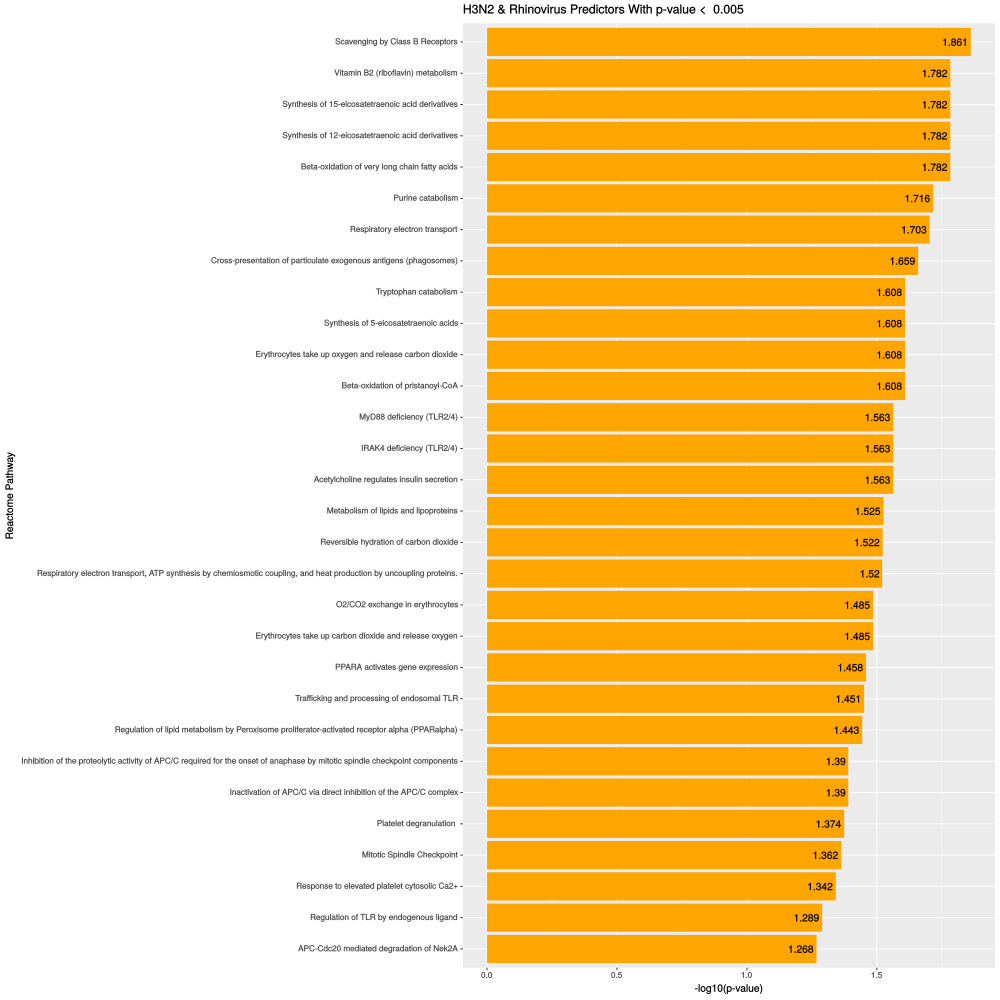 H3N2 & Rhinovirus Predictors With p-value < 0.005
Scavenging by Class B Receptors 1.861
Vitamin B2 (riboflavin) metabolism 1.782
Synthesis of 15-eicosatetraenoic acid derivatives 1.782
Synthesis of 12-eicosatetraenoic acid derivatives 1.782
Beta-oxidation of very long chain fatty acids 1.782
Purine catabolism 1.716
Respiratory electron transport 1.703
Cross-presentation of particulate exogenous antigens (phagosomes) 1.659
Tryptophan catabolism 1.608
Synthesis of 5-eicosatetraenoic acids 1.608
Erythrocytes take up oxygen and release carbon dioxide 1.608
Beta-oxidation of pristanoyl-CoA 1.608
MyD88 deficiency (TLR2/4) 1.563
IRAK4 deficiency (TLR2/4) 1.563
Acetylcholine regulates insulin secretion 1.563
Metabolism of lipids and lipoproteins 1.525
Reversible hydration of carbon dioxide 1.522
Respiratory electron transport, ATP synthesis by chemiosmotic coupling, and heat production by uncoupling proteins. 1.52
O2/CO2 exchange in erythrocytes 1.485
Erythrocytes take up carbon dioxide and release oxygen 1.485
PPARA activates gene expression 1.458
Trafficking and processing of endosomal TLR 1.451
Regulation of lipid metabolism by Peroxisome proliferator-activated receptor alpha (PPARalpha) 1.443
Inhibition of the proteolytic activity of APC/C required for the onset of anaphase by mitotic spindle checkpoint components 1.39
Inactivation of APC/C via direct inhibition of the APC/C complex 1.39
Platelet degranulation 1.374
Mitotic Spindle Checkpoint 1.362
Response to elevated platelet cytosolic Ca2+ 1.342
Regulation of TLR by endogenous ligand 1.289
APC-Cdc20 mediated degradation of Nek2A 1.268
Reactome Pathway
0.0 0.5 1.0 1.5
-log10(p-value)